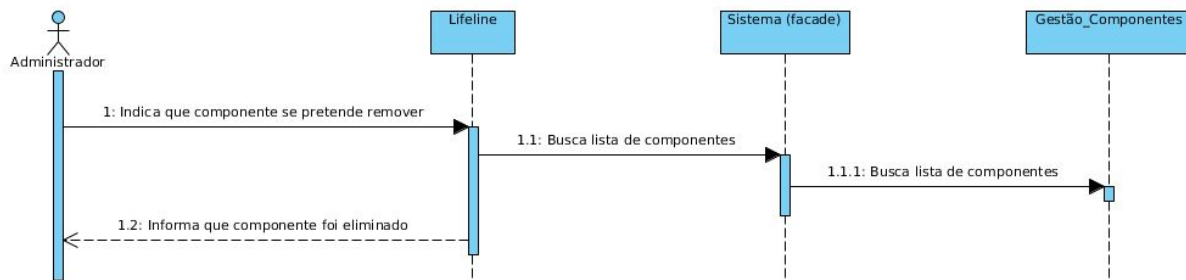 Lifeline
Sistema (facade)
Gestão_Componentes
Administrador
1: Indica que componente se pretende remover
1.1: Busca lista de componentes
1.1.1: Busca lista de componentes
1.2: Informa que componente foi eliminado